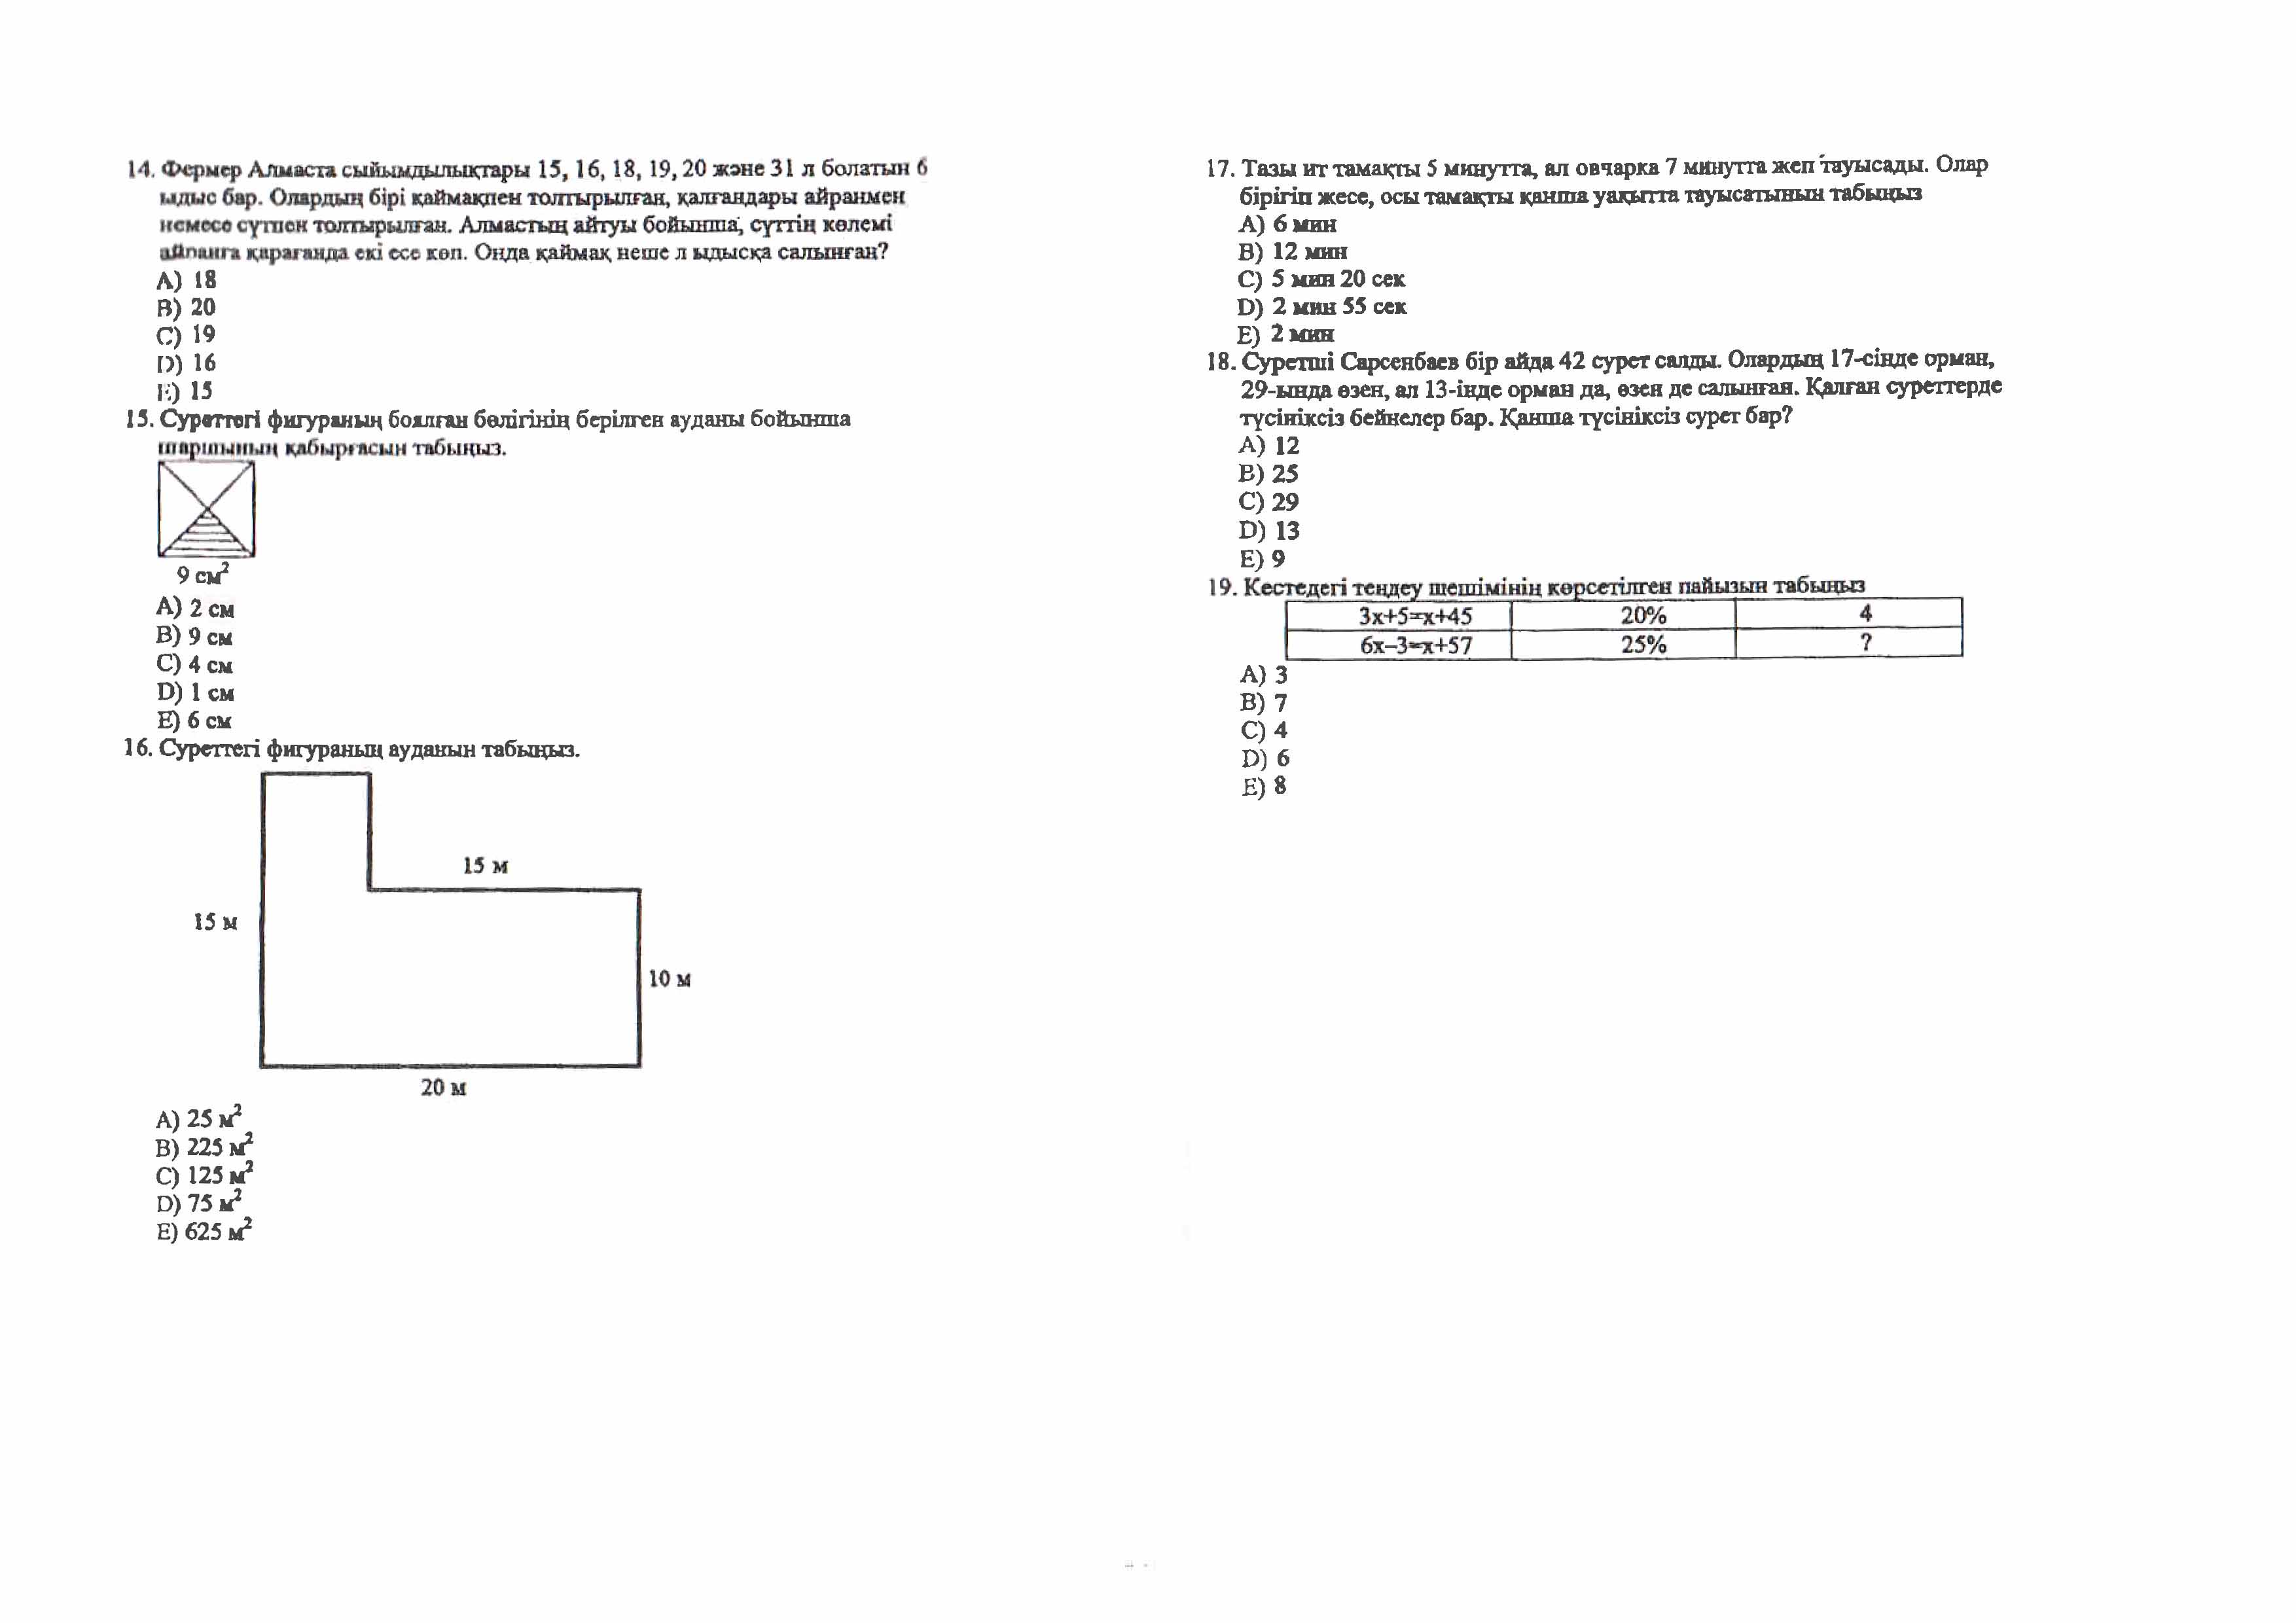 14. Фермер Алмаста сыйымдылықтары 15, 16, 18, 19, 20 және 31 л болатын 6
ыдыс бар. Олардың бірі қаймақпен толтырылған, қалғандары айранмен
немесе сүтпен толтырылған. Алмастың айтуы бойынша, сүттің көлемі
айранға қарағанда екі есе көп. Онда қаймақ неше л ыдысқа салынған?
A) 18
B) 20
C) 19
D) 16
E) 15
15. Суреттегі фигураның боялған бөлігінің берілген ауданы бойынша
шаршының қабырғасын табыңыз.
9 см²
A) 2 см
B) 9 см
C) 4 см
D) 1 см
E) 6 см
16. Суреттегі фигураның ауданын табыңыз.
15 м
15 м
10 м
20 м
A) 25 м²
B) 225 м²
C) 125 м²
D) 75 м²
E) 625 м²
17. Тазы ит тамақты 5 минутта, ал овчарка 7 минутта жеп тауысады. Олар
бірігіп жесе, осы тамақты қанша уақытта тауысатынын табыңыз
A) 6 мин
B) 12 мин
C) 5 мин 20 сек
D) 2 мин 55 сек
E) 2 мин
18. Суретші Сарсенбаев бір айда 42 сурет салды. Олардың 17-сінде орман,
29-ында өзен, ал 13-інде орман да, өзен де салынған. Қалған суреттерде
түсініксіз бейнелер бар. Қанша түсініксіз сурет бар?
A) 12
B) 25
C) 29
D) 13
E) 9
19. Кестедегі теңдеу шешімінің көрсетілген пайызын табыңыз
3x+5=x+45 20% 4
6x–3=x+57 25% ?
A) 3
B) 7
C) 4
D) 6
E) 8